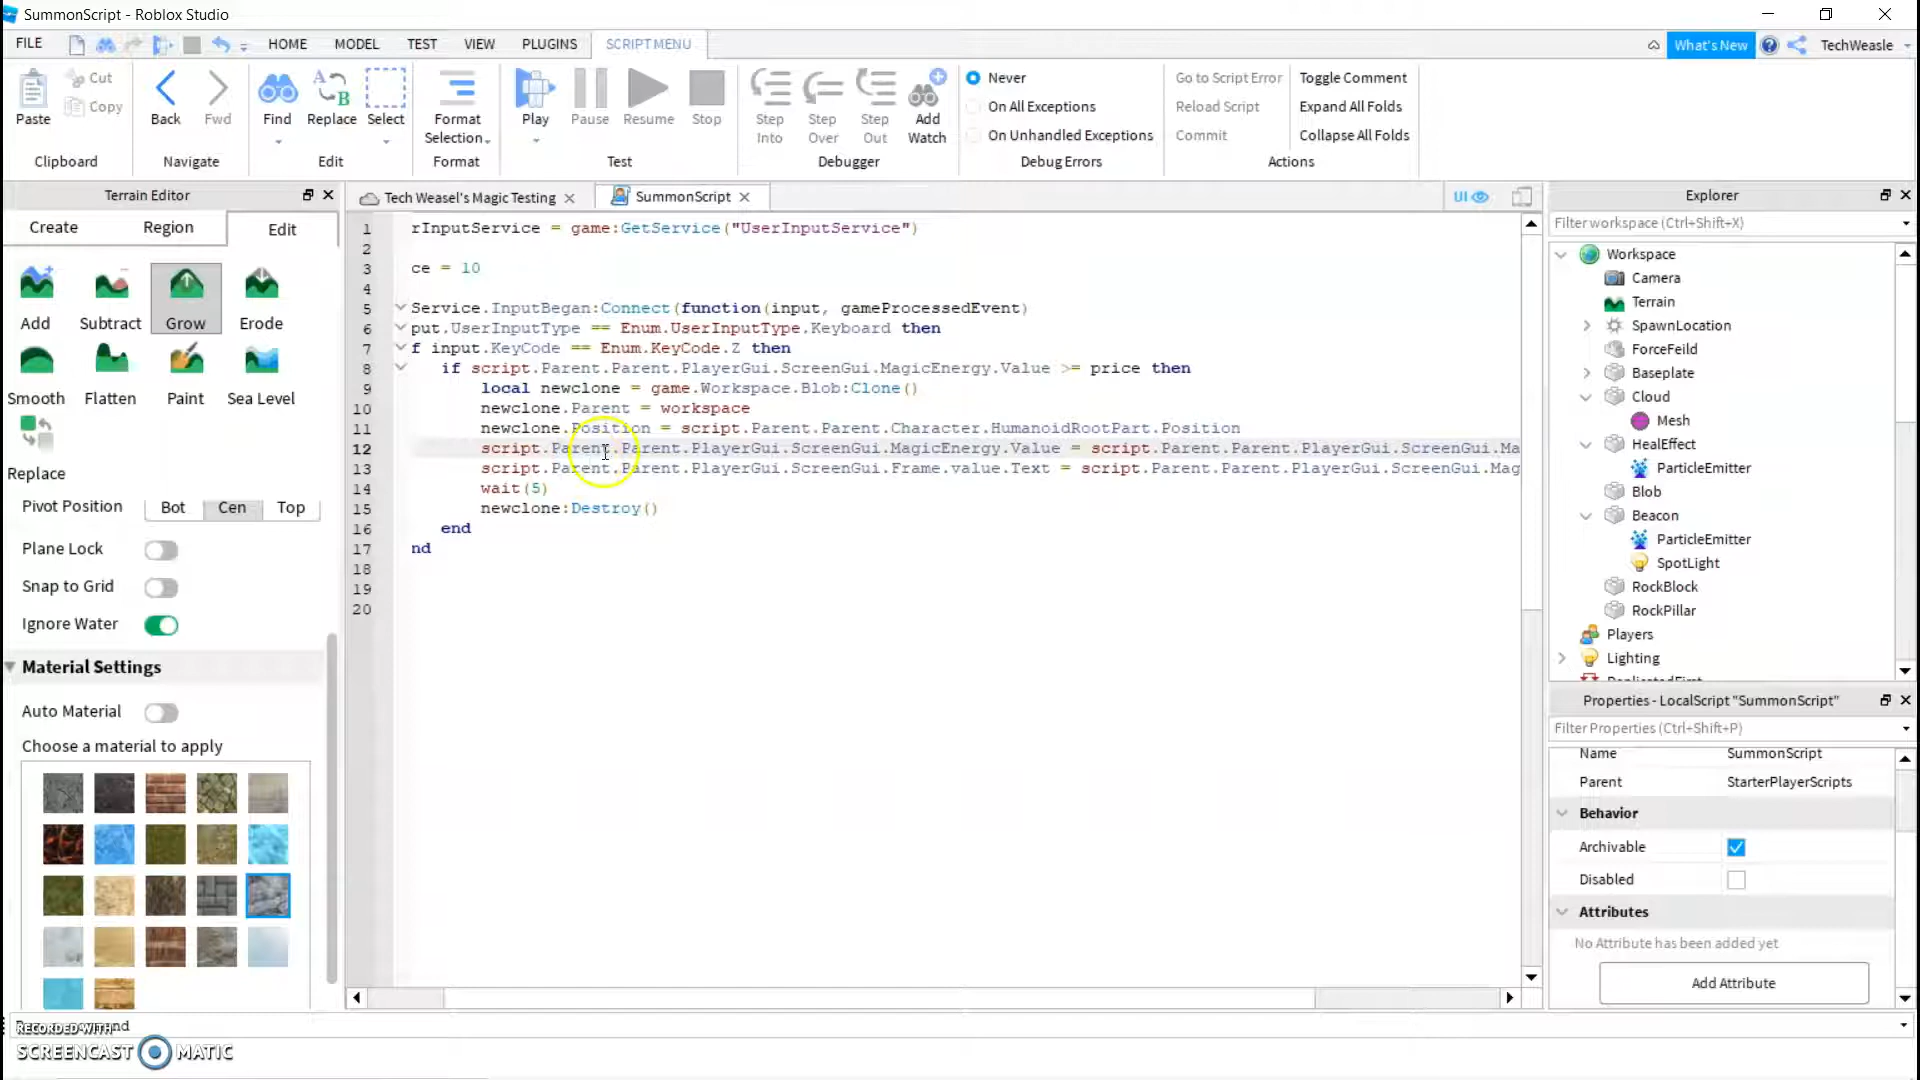 SummonScript - Roblox Studio
FILE HOME MODEL TEST VIEW PLUGINS SCRIPT MENU What's New TechWeasle
Paste Cut Copy Clipboard
Back Fwd Navigate
Find Replace Select Edit
Format Selection Format
Play Pause Resume Stop Test
Step Into Step Over Step Out Add Watch Debugger
Never
On All Exceptions
On Unhandled Exceptions
Debug Errors
Go to Script Error Toggle Comment
Reload Script Expand All Folds
Commit Collapse All Folds
Actions
Terrain Editor
Create Region Edit
Add Subtract Grow Erode
Smooth Flatten Paint Sea Level
Replace
Pivot Position Bot Cen Top
Plane Lock
Snap to Grid
Ignore Water
Material Settings
Auto Material
Choose a material to apply
Tech Weasel's Magic Testing SummonScript UI
1 rInputService = game:GetService("UserInputService")
2
3 ce = 10
4
5 Service.InputBegan:Connect(function(input, gameProcessedEvent)
6 put.UserInputType == Enum.UserInputType.Keyboard then
7 f input.KeyCode == Enum.KeyCode.Z then
8 if script.Parent.Parent.PlayerGui.ScreenGui.MagicEnergy.Value >= price then
9 local newclone = game.Workspace.Blob:Clone()
10 newclone.Parent = workspace
11 newclone.Position = script.Parent.Parent.Character.HumanoidRootPart.Position
12 script.Parent.Parent.PlayerGui.ScreenGui.MagicEnergy.Value = script.Parent.Parent.PlayerGui.ScreenGui.Ma
13 script.Parent.Parent.PlayerGui.ScreenGui.Frame.value.Text = script.Parent.Parent.PlayerGui.ScreenGui.Mag
14 wait(5)
15 newclone:Destroy()
16 end
17 nd
18
19
20
Explorer
Filter workspace (Ctrl+Shift+X)
Workspace
Camera
Terrain
SpawnLocation
ForceFeild
Baseplate
Cloud
Mesh
HealEffect
ParticleEmitter
Blob
Beacon
ParticleEmitter
SpotLight
RockBlock
RockPillar
Players
Lighting
Properties - LocalScript "SummonScript"
Filter Properties (Ctrl+Shift+P)
Name SummonScript
Parent StarterPlayerScripts
Behavior
Archivable
Disabled
Attributes
No Attribute has been added yet
Add Attribute
RECORDED WITH
SCREENCAST MATIC